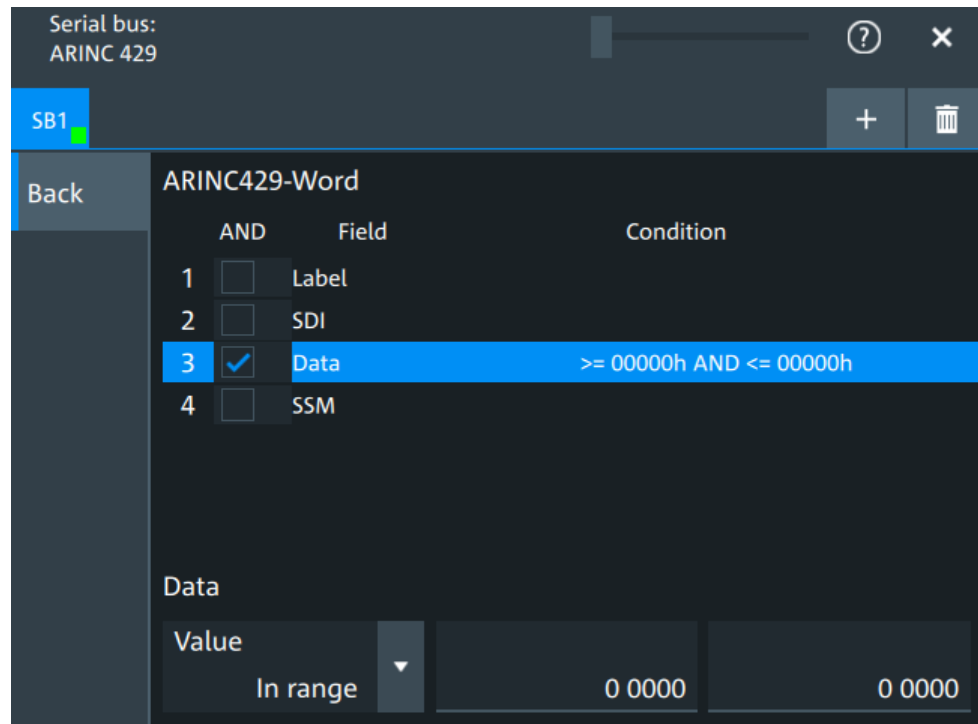 Serial bus:
ARINC 429
?
SB1
+
Back
ARINC429-Word
AND Field Condition
1 Label
2 SDI
3 Data >= 00000h AND <= 00000h
4 SSM
Data
Value
In range 0 0000 0 0000